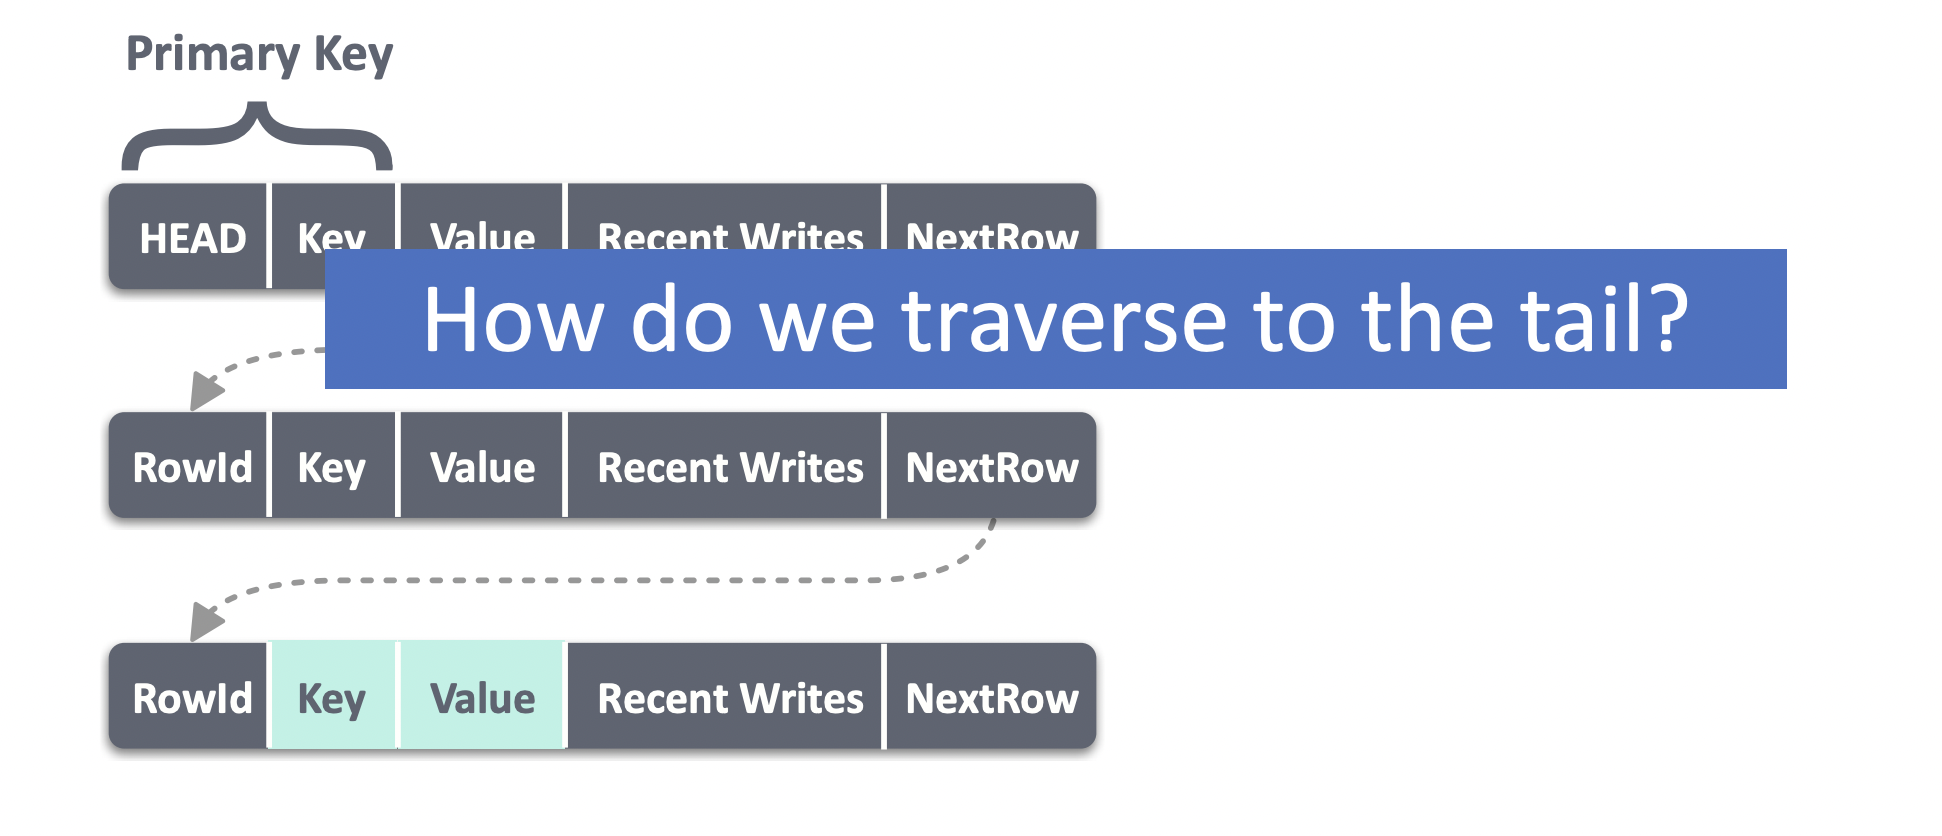 Primary Key
HEAD Key Value Recent Writes NextRow
How do we traverse to the tail?
RowId Key Value Recent Writes NextRow
RowId Key Value Recent Writes NextRow